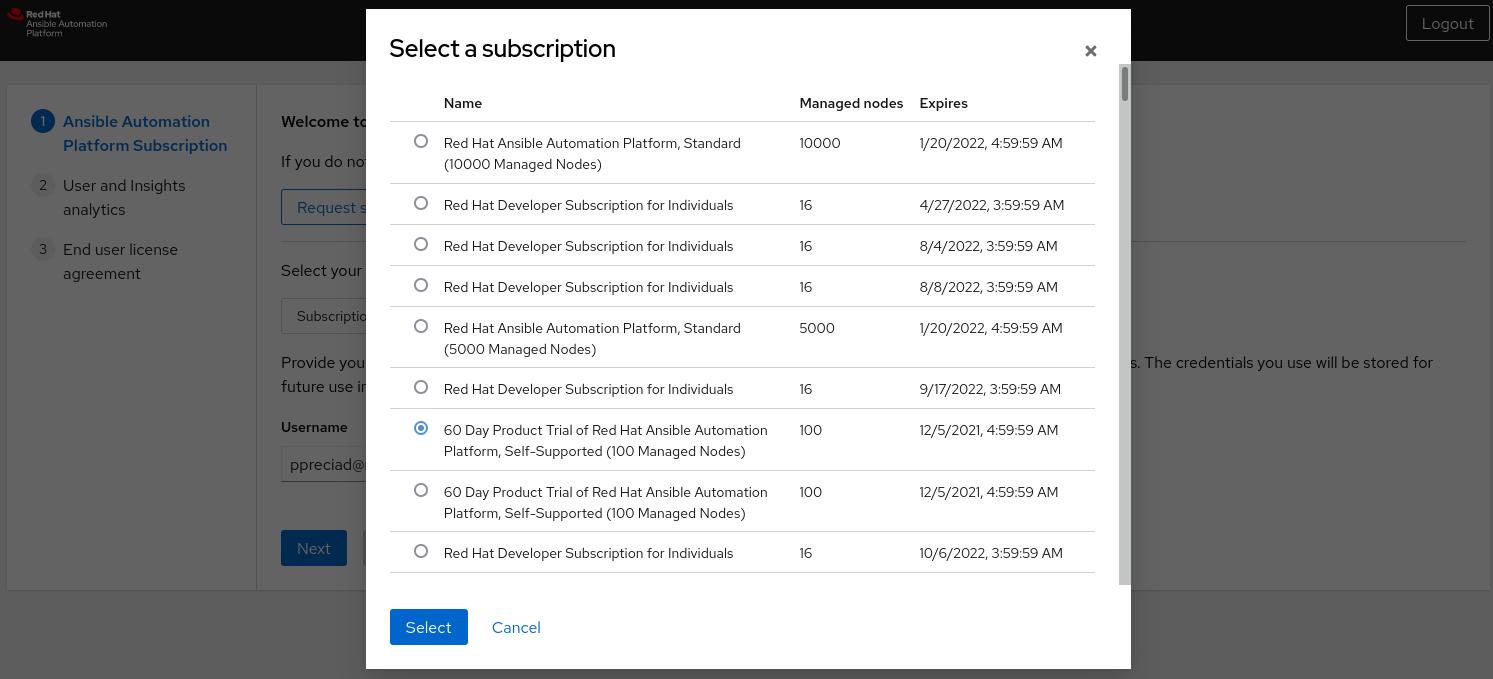 Red Hat
Ansible Automation
Platform
Logout
1 Ansible Automation
Platform Subscription
2 User and Insights
analytics
3 End user license
agreement
Welcome to
If you do no
Request s
Select your
Subscriptio
Provide you
s. The credentials you use will be stored for
future use i
Username
ppreciad@
Next
Select a subscription
Name Managed nodes Expires
Red Hat Ansible Automation Platform, Standard 10000 1/20/2022, 4:59:59 AM
(10000 Managed Nodes)
Red Hat Developer Subscription for Individuals 16 4/27/2022, 3:59:59 AM
Red Hat Developer Subscription for Individuals 16 8/4/2022, 3:59:59 AM
Red Hat Developer Subscription for Individuals 16 8/8/2022, 3:59:59 AM
Red Hat Ansible Automation Platform, Standard 5000 1/20/2022, 4:59:59 AM
(5000 Managed Nodes)
Red Hat Developer Subscription for Individuals 16 9/17/2022, 3:59:59 AM
60 Day Product Trial of Red Hat Ansible Automation 100 12/5/2021, 4:59:59 AM
Platform, Self-Supported (100 Managed Nodes)
60 Day Product Trial of Red Hat Ansible Automation 100 12/5/2021, 4:59:59 AM
Platform, Self-Supported (100 Managed Nodes)
Red Hat Developer Subscription for Individuals 16 10/6/2022, 3:59:59 AM
Select Cancel